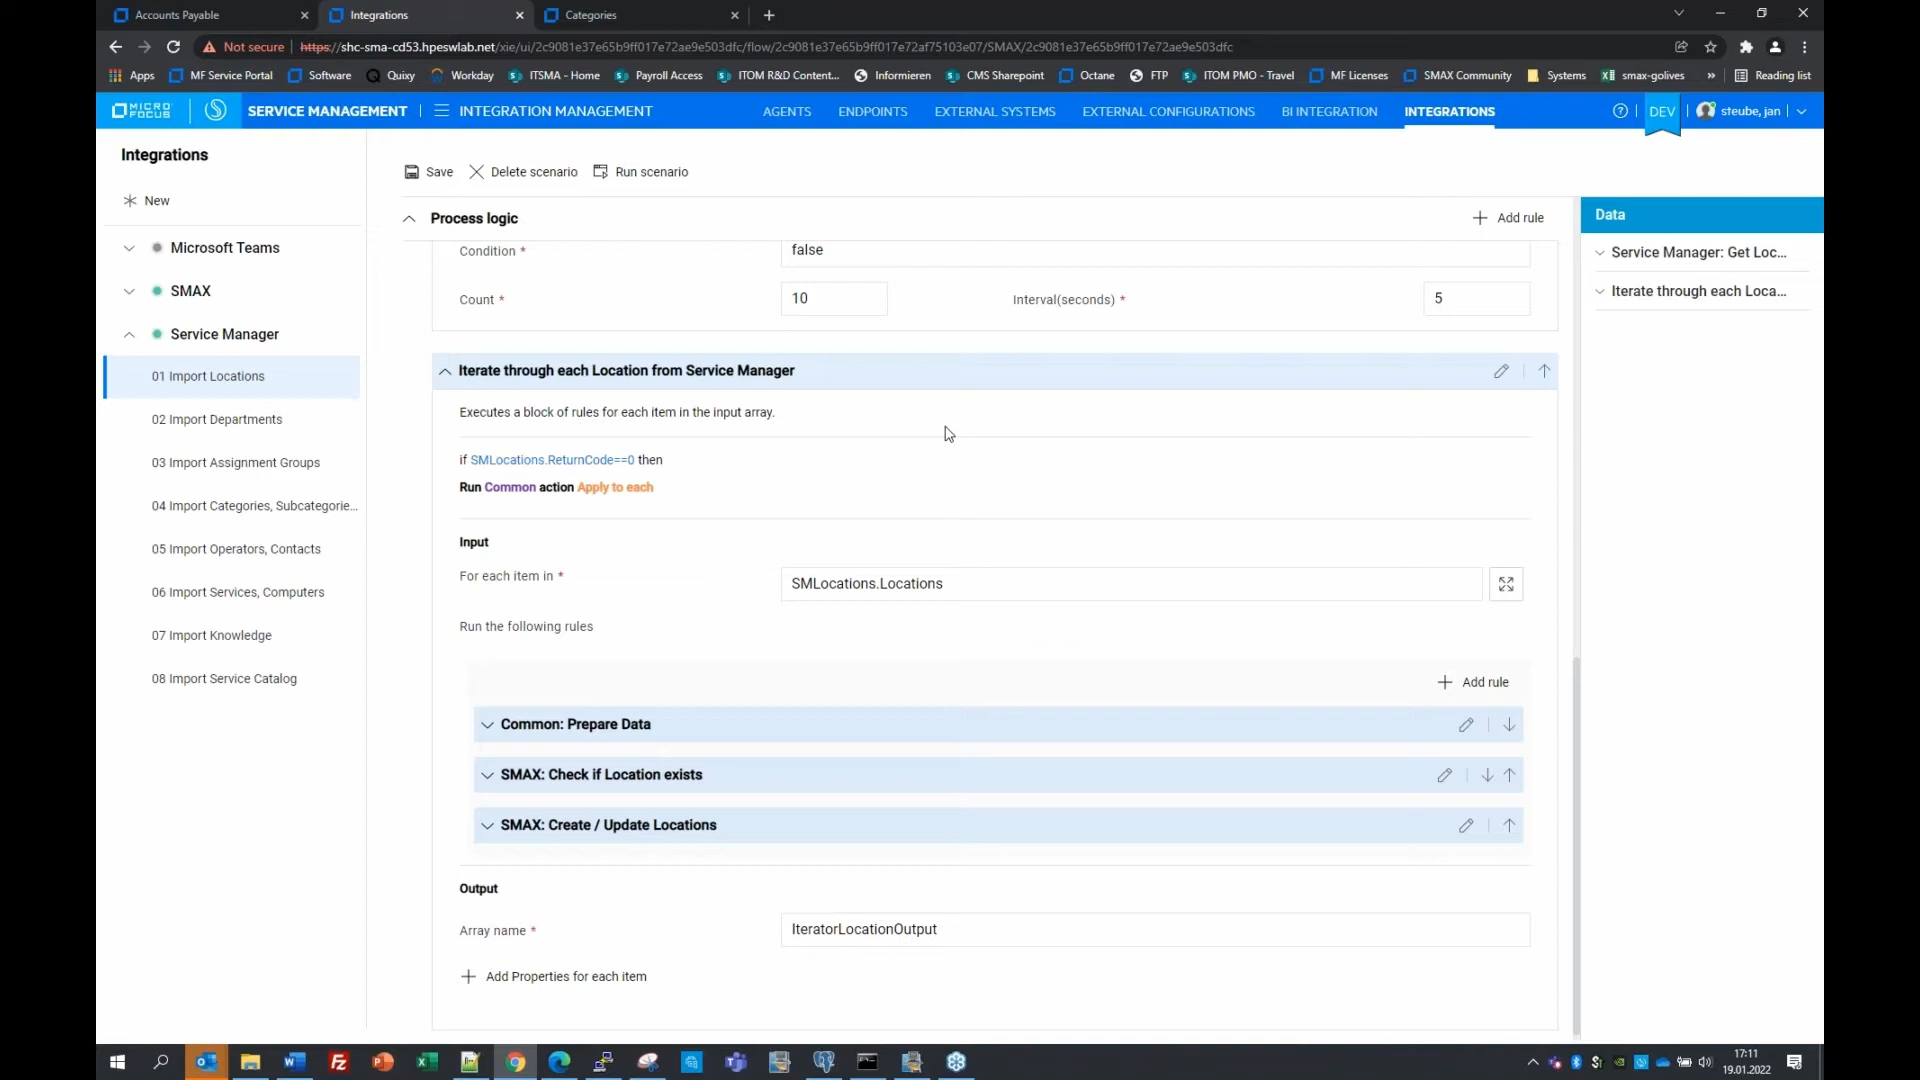 Accounts Payable
Integrations
Categories
Not secure
https://shc-sma-cd53.hpeswlab.net/xie/ui/2c9081e37e65b9ff017e72ae9e503dfc/flow/2c9081e37e65b9ff017e72af75103e07/SMAX/2c9081e37e65b9ff017e72ae9e503dfc
Apps MF Service Portal Software Quixy Workday ITSMA - Home Payroll Access ITOM R&D Content... Informieren CMS Sharepoint Octane FTP ITOM PMO - Travel MF Licenses SMAX Community Systems smax-golives » Reading list
MICRO FOCUS SERVICE MANAGEMENT INTEGRATION MANAGEMENT AGENTS ENDPOINTS EXTERNAL SYSTEMS EXTERNAL CONFIGURATIONS BI INTEGRATION INTEGRATIONS DEV steube, jan
Integrations
New
Microsoft Teams
SMAX
Service Manager
01 Import Locations
02 Import Departments
03 Import Assignment Groups
04 Import Categories, Subcategorie...
05 Import Operators, Contacts
06 Import Services, Computers
07 Import Knowledge
08 Import Service Catalog
Save Delete scenario Run scenario
Process logic Add rule
Condition * false
Count * 10 Interval(seconds) * 5
Iterate through each Location from Service Manager
Executes a block of rules for each item in the input array.
if SMLocations.ReturnCode==0 then
Run Common action Apply to each
Input
For each item in * SMLocations.Locations
Run the following rules
Add rule
Common: Prepare Data
SMAX: Check if Location exists
SMAX: Create / Update Locations
Output
Array name * IteratorLocationOutput
Add Properties for each item
Data
Service Manager: Get Loc...
Iterate through each Loca...
17:11
19.01.2022